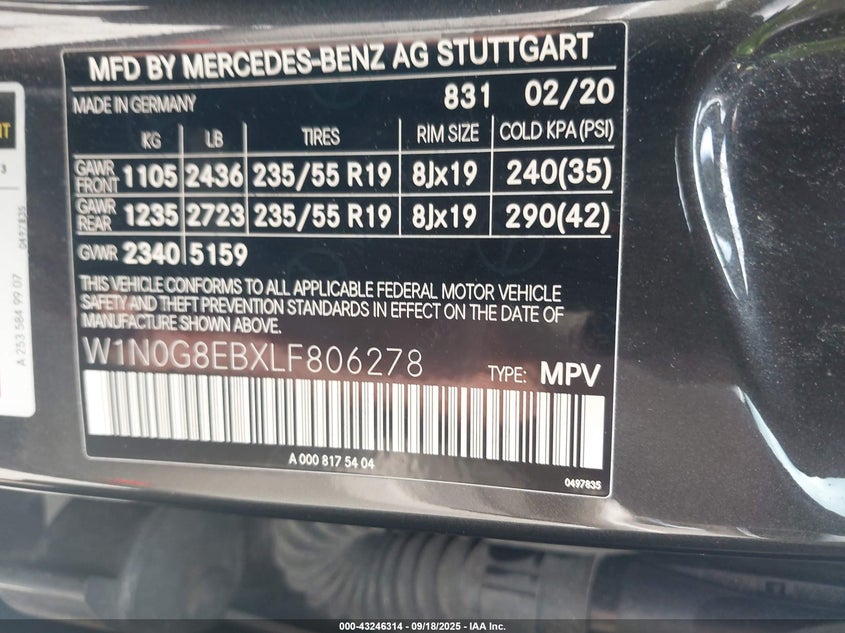 MFD BY MERCEDES-BENZ AG STUTTGART
MADE IN GERMANY 831 02/20
KG LB TIRES RIM SIZE COLD KPA (PSI)
GAWR FRONT 1105 2436 235/55 R19 8Jx19 240(35)
GAWR REAR 1235 2723 235/55 R19 8Jx19 290(42)
GVWR 2340 5159
THIS VEHICLE CONFORMS TO ALL APPLICABLE FEDERAL MOTOR VEHICLE
SAFETY AND THEFT PREVENTION STANDARDS IN EFFECT ON THE DATE OF
MANUFACTURE SHOWN ABOVE.
W1N0G8EBXLF806278 TYPE: MPV
A 000 817 54 04
0497835
A 253 584 99 07
0497835
000-43246314 - 09/18/2025 - IAA Inc.